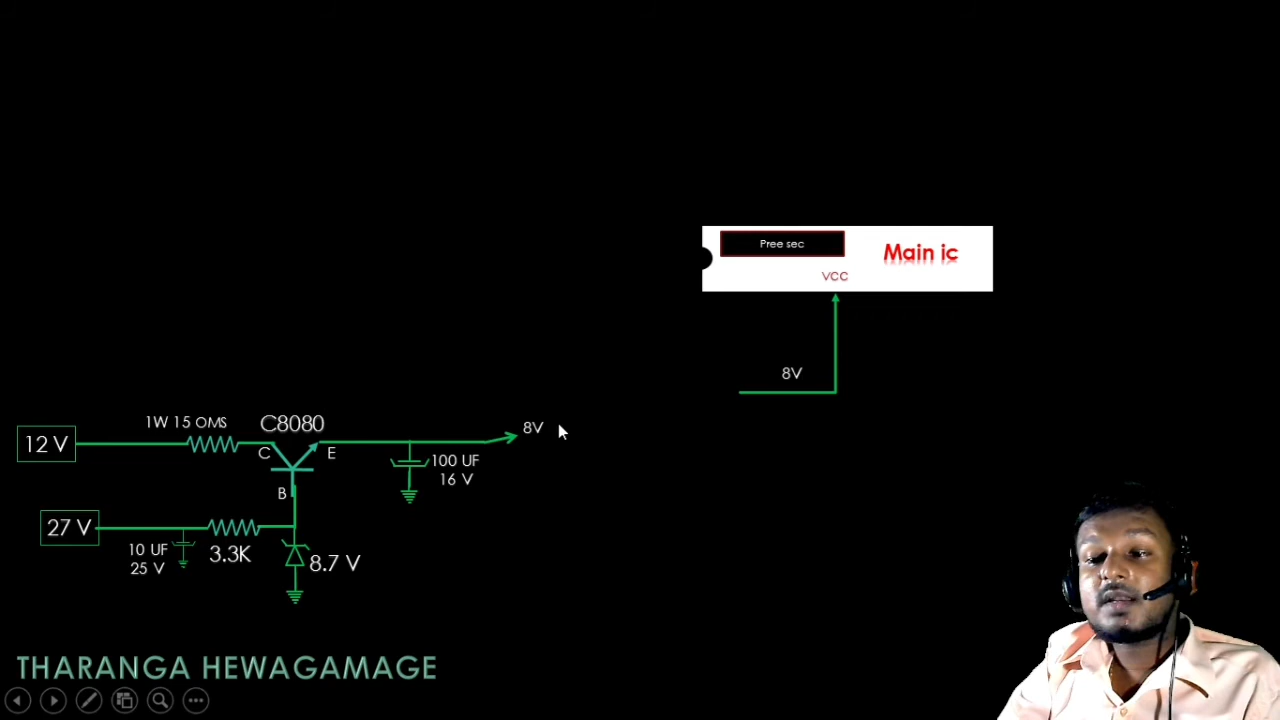 Pree sec
Main ic
VCC
8V
1W 15 OMS
C8080
12 V
C
E
8V
100 UF
16 V
B
27 V
10 UF
25 V
3.3K
8.7 V
THARANGA HEWAGAMAGE